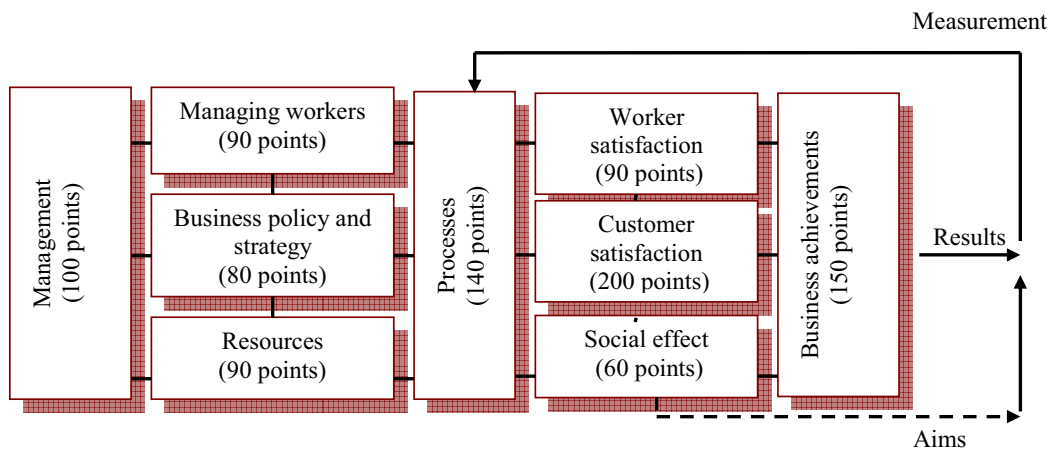 Measurement
Management
(100 points)
Managing workers
(90 points)
Business policy and
strategy
(80 points)
Resources
(90 points)
Processes
(140 points)
Worker
satisfaction
(90 points)
Customer
satisfaction
(200 points)
Social effect
(60 points)
Business achievements
(150 points)
Results
Aims